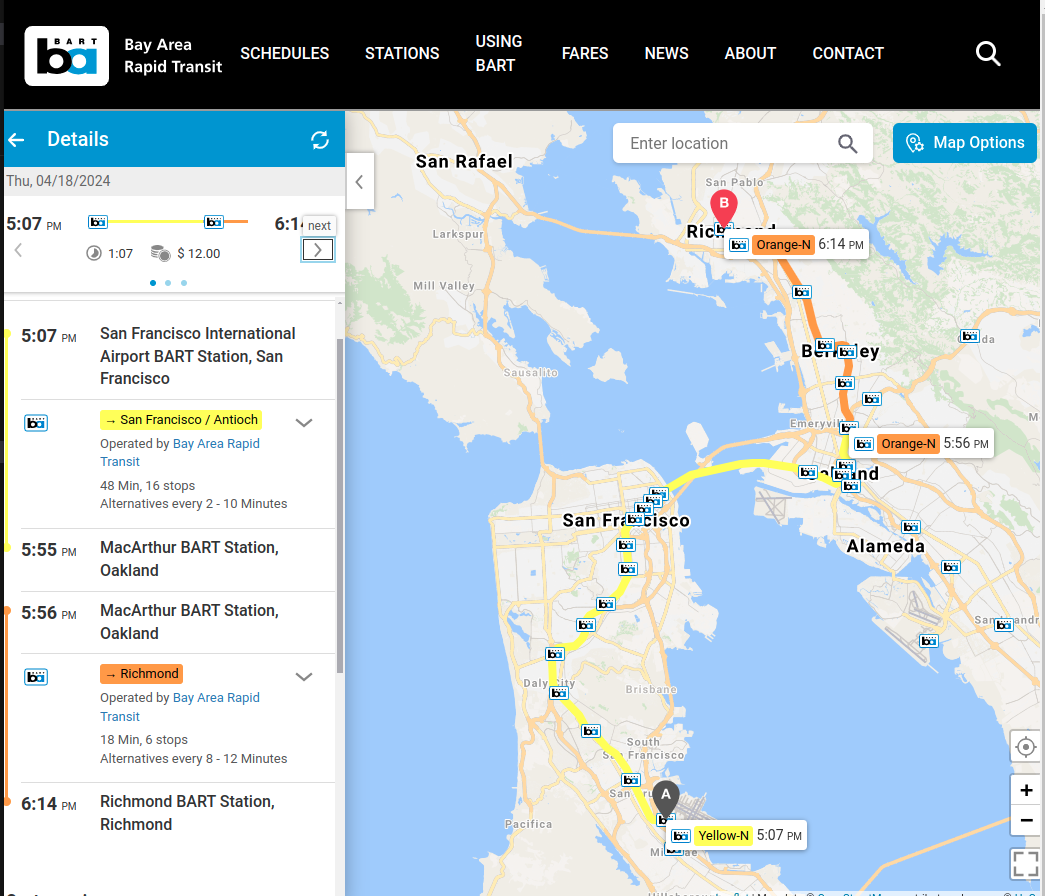 BART
ba
Bay Area
Rapid Transit
SCHEDULES
STATIONS
USING
BART
FARES
NEWS
ABOUT
CONTACT
Details
Thu, 04/18/2024
5:07 PM
6:14
next
1:07
$ 12.00
5:07 PM
San Francisco International
Airport BART Station, San
Francisco
→ San Francisco / Antioch
Operated by Bay Area Rapid
Transit
48 Min, 16 stops
Alternatives every 2 - 10 Minutes
5:55 PM
MacArthur BART Station,
Oakland
5:56 PM
MacArthur BART Station,
Oakland
→ Richmond
Operated by Bay Area Rapid
Transit
18 Min, 6 stops
Alternatives every 8 - 12 Minutes
6:14 PM
Richmond BART Station,
Richmond
Enter location
Map Options
San Rafael
San Pablo
B
Richmond
Orange-N 6:14 PM
Larkspur
Mill Valley
Sausalito
Berkeley
Emeryville
Orange-N 5:56 PM
Oakland
San Francisco
Alameda
Daly City
Brisbane
South
San Francisco
A
Yellow-N 5:07 PM
Pacifica
+
−